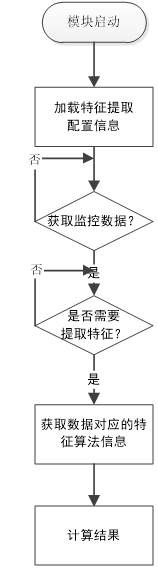 模块启动
加载特征提取
配置信息
否
获取监控数据?
是
否
是否需要
提取特征?
是
获取数据对应的特
征算法信息
计算结果